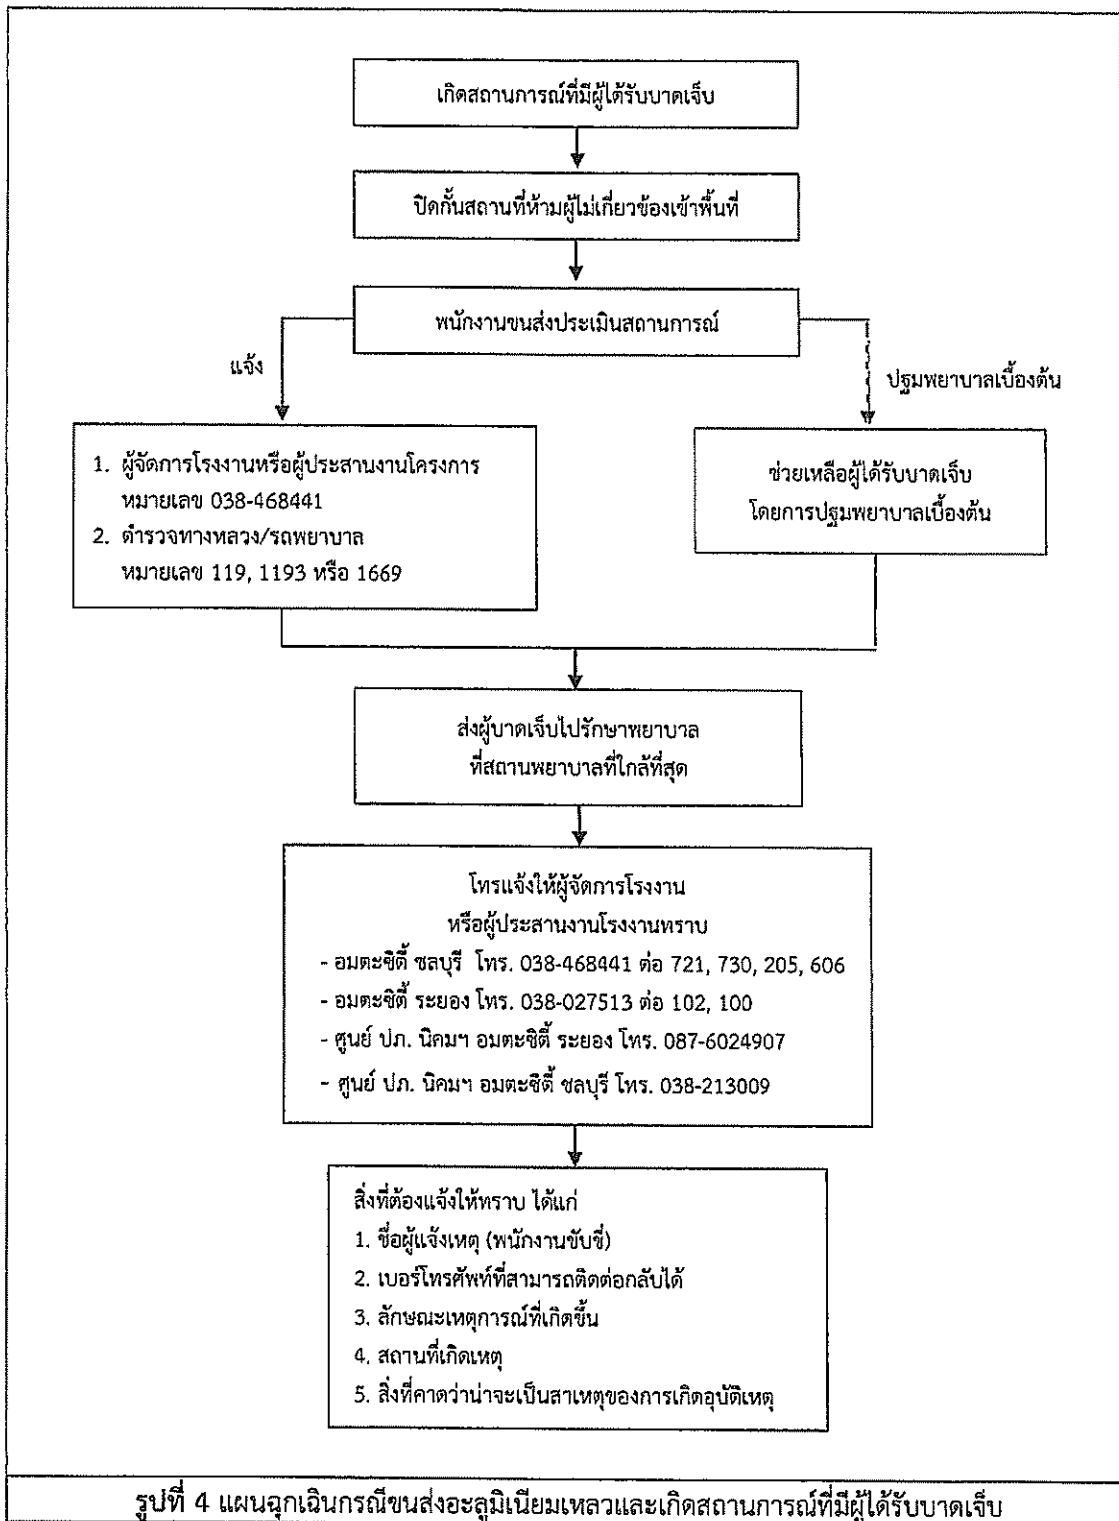 เกิดสถานการณ์ที่มีผู้ได้รับบาดเจ็บ
ปิดกั้นสถานที่ห้ามผู้ไม่เกี่ยวข้องเข้าพื้นที่
พนักงานขนส่งประเมินสถานการณ์
แจ้ง
ปฐมพยาบาลเบื้องต้น
1. ผู้จัดการโรงงานหรือผู้ประสานงานโครงการ
หมายเลข 038-468441
2. ตำรวจทางหลวง/รถพยาบาล
หมายเลข 119, 1193 หรือ 1669
ช่วยเหลือผู้ได้รับบาดเจ็บ
โดยการปฐมพยาบาลเบื้องต้น
ส่งผู้บาดเจ็บไปรักษาพยาบาล
ที่สถานพยาบาลที่ใกล้ที่สุด
โทรแจ้งให้ผู้จัดการโรงงาน
หรือผู้ประสานงานโรงงานทราบ
- อมตะซิตี้ ชลบุรี โทร. 038-468441 ต่อ 721, 730, 205, 606
- อมตะซิตี้ ระยอง โทร. 038-027513 ต่อ 102, 100
- ศูนย์ ปภ. นิคมฯ อมตะซิตี้ ระยอง โทร. 087-6024907
- ศูนย์ ปภ. นิคมฯ อมตะซิตี้ ชลบุรี โทร. 038-213009
สิ่งที่ต้องแจ้งให้ทราบ ได้แก่
1. ชื่อผู้แจ้งเหตุ (พนักงานขับขี่)
2. เบอร์โทรศัพท์ที่สามารถติดต่อกลับได้
3. ลักษณะเหตุการณ์ที่เกิดขึ้น
4. สถานที่เกิดเหตุ
5. สิ่งที่คาดว่าน่าจะเป็นสาเหตุของการเกิดอุบัติเหตุ
รูปที่ 4 แผนฉุกเฉินกรณีขนส่งอะลูมิเนียมเหลวและเกิดสถานการณ์ที่มีผู้ได้รับบาดเจ็บ